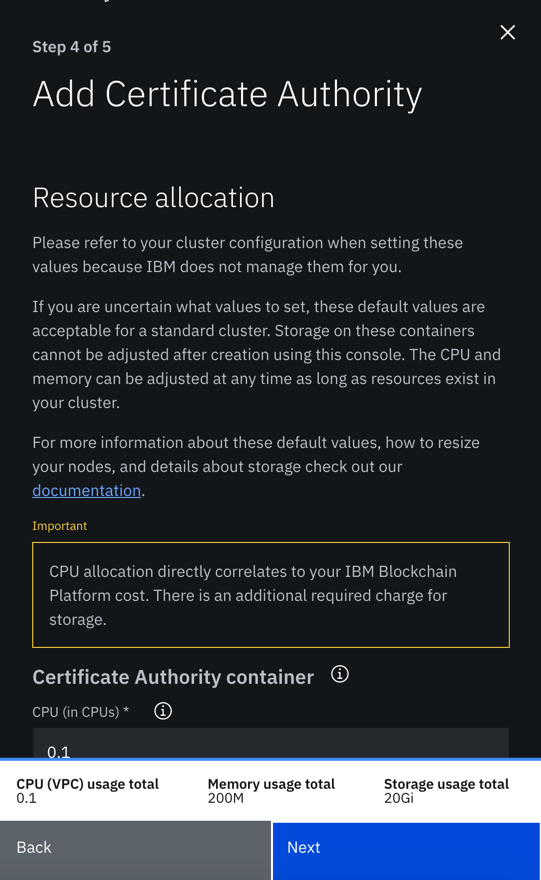 Step 4 of 5
Add Certificate Authority
Resource allocation
Please refer to your cluster configuration when setting these
values because IBM does not manage them for you.
If you are uncertain what values to set, these default values are
acceptable for a standard cluster. Storage on these containers
cannot be adjusted after creation using this console. The CPU and
memory can be adjusted at any time as long as resources exist in
your cluster.
For more information about these default values, how to resize
your nodes, and details about storage check out our
documentation.
Important
CPU allocation directly correlates to your IBM Blockchain
Platform cost. There is an additional required charge for
storage.
Certificate Authority container
CPU (in CPUs) *
0.1
CPU (VPC) usage total
0.1
Memory usage total
200M
Storage usage total
20Gi
Back
Next